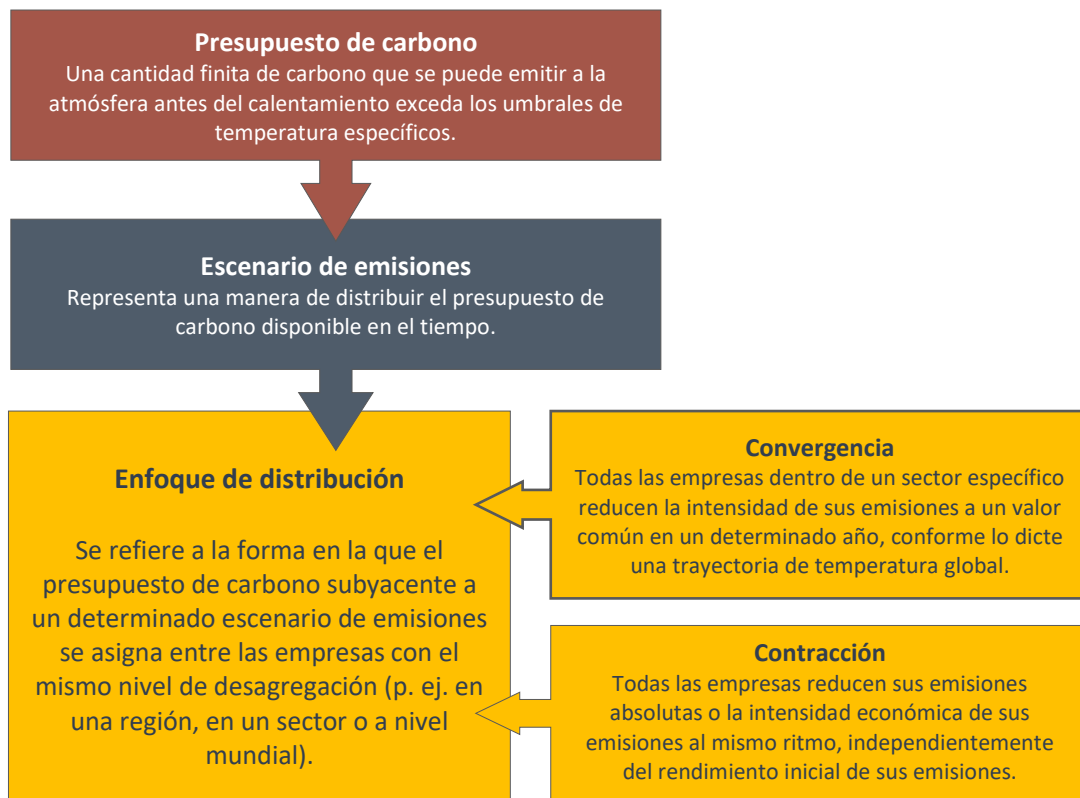 Presupuesto de carbono
Una cantidad finita de carbono que se puede emitir a la
atmósfera antes del calentamiento exceda los umbrales de
temperatura específicos.
Escenario de emisiones
Representa una manera de distribuir el presupuesto de
carbono disponible en el tiempo.
Enfoque de distribución
Se refiere a la forma en la que el
presupuesto de carbono subyacente a
un determinado escenario de emisiones
se asigna entre las empresas con el
mismo nivel de desagregación (p. ej. en
una región, en un sector o a nivel
mundial).
Convergencia
Todas las empresas dentro de un sector específico
reducen la intensidad de sus emisiones a un valor
común en un determinado año, conforme lo dicte
una trayectoria de temperatura global.
Contracción
Todas las empresas reducen sus emisiones
absolutas o la intensidad económica de sus
emisiones al mismo ritmo, independientemente
del rendimiento inicial de sus emisiones.